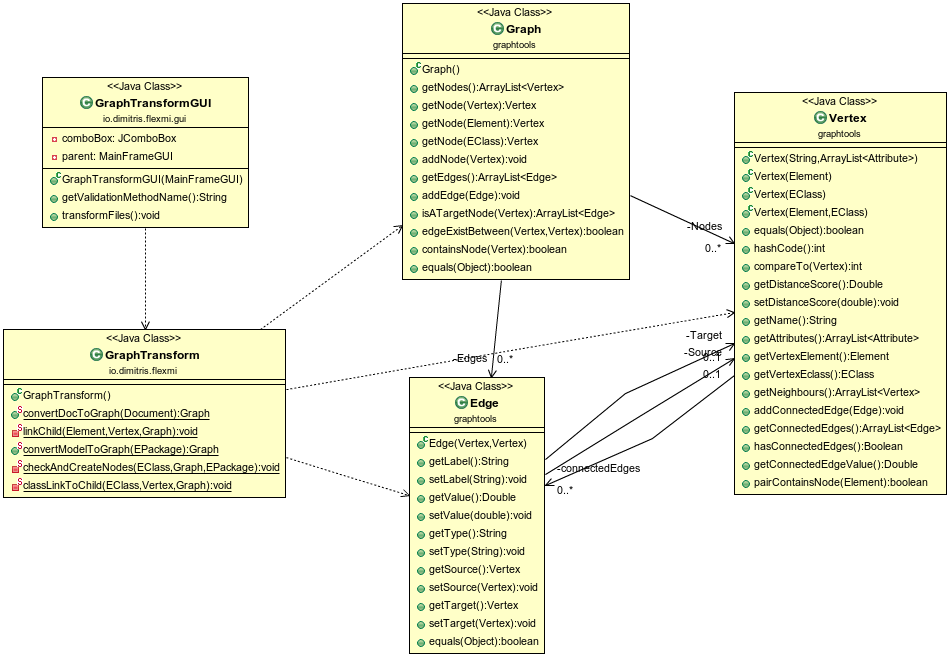 <<Java Class>>
GraphTransformGUI
io.dimitris.flexmi.gui
comboBox: JComboBox
parent: MainFrameGUI
GraphTransformGUI(MainFrameGUI)
getValidationMethodName():String
transformFiles():void
<<Java Class>>
Graph
graphtools
Graph()
getNodes():ArrayList<Vertex>
getNode(Vertex):Vertex
getNode(Element):Vertex
getNode(EClass):Vertex
addNode(Vertex):void
getEdges():ArrayList<Edge>
addEdge(Edge):void
isATargetNode(Vertex):ArrayList<Edge>
edgeExistBetween(Vertex,Vertex):boolean
containsNode(Vertex):boolean
equals(Object):boolean
<<Java Class>>
Vertex
graphtools
Vertex(String,ArrayList<Attribute>)
Vertex(Element)
Vertex(EClass)
Vertex(Element,EClass)
equals(Object):boolean
hashCode():int
compareTo(Vertex):int
getDistanceScore():Double
setDistanceScore(double):void
getName():String
getAttributes():ArrayList<Attribute>
getVertexElement():Element
getVertexEclass():EClass
getNeighbours():ArrayList<Vertex>
addConnectedEdge(Edge):void
getConnectedEdges():ArrayList<Edge>
hasConnectedEdges():Boolean
getConnectedEdgeValue():Double
pairContainsNode(Element):boolean
<<Java Class>>
GraphTransform
io.dimitris.flexmi
GraphTransform()
convertDocToGraph(Document):Graph
linkChild(Element,Vertex,Graph):void
convertModelToGraph(EPackage):Graph
checkAndCreateNodes(EClass,Graph,EPackage):void
classLinkToChild(EClass,Vertex,Graph):void
<<Java Class>>
Edge
graphtools
Edge(Vertex,Vertex)
getLabel():String
setLabel(String):void
getValue():Double
setValue(double):void
getType():String
setType(String):void
getSource():Vertex
setSource(Vertex):void
getTarget():Vertex
setTarget(Vertex):void
equals(Object):boolean
-Nodes
0..*
-Edges
0..*
-Target
0..1
-Source
0..1
-connectedEdges
0..*